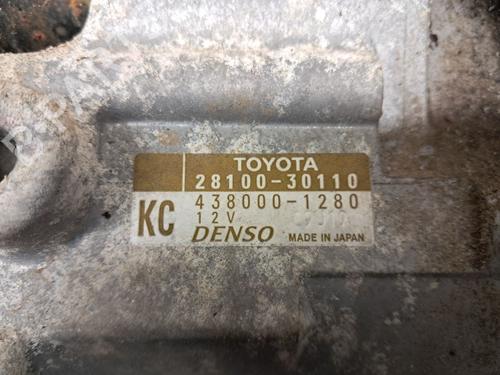 TOYOTA
28100-30110
KC
438000-1280
12V
DENSO MADE IN JAPAN